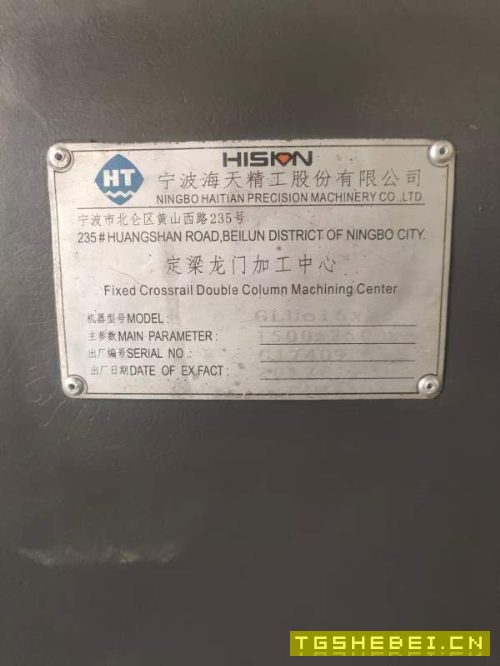 HT
HISION
宁波海天精工股份有限公司
NINGBO HAITIAN PRECISION MACHINERY CO.,LTD.
宁波市北仑区黄山西路235号
235#HUANGSHAN ROAD,BEILUN DISTRICT OF NINGBO CITY.
定梁龙门加工中心
Fixed Crossrail Double Column Machining Center
机器型号MODEL:
主参数MAIN PARAMETER:
出厂编号SERIAL NO.:
出厂日期DATE OF EX.FACT:
TGSHEBEI.CN